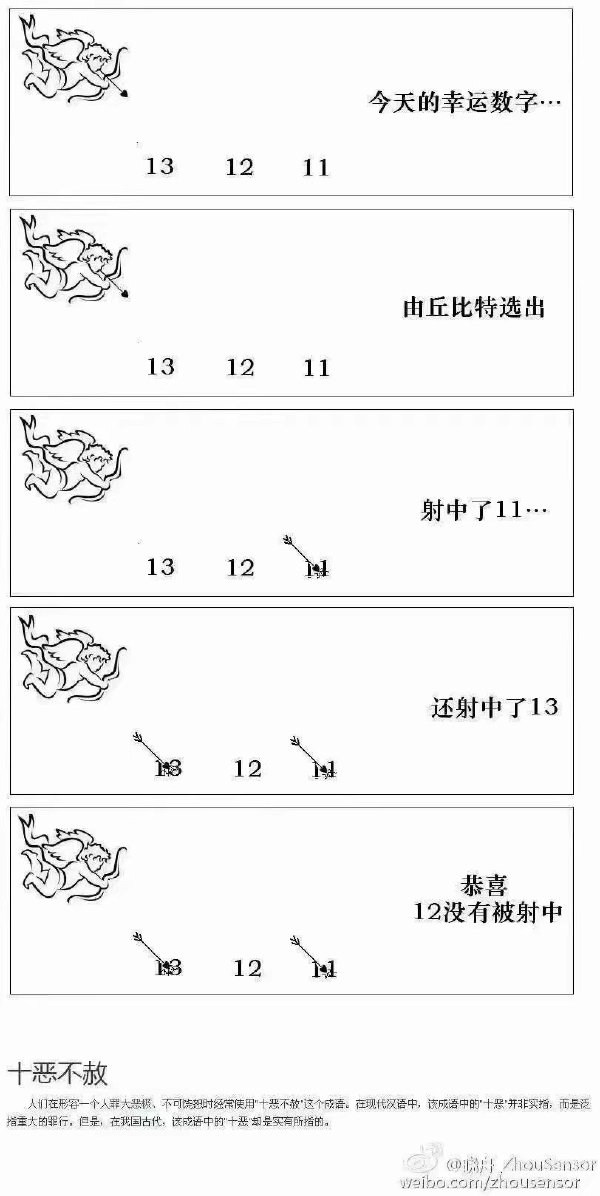 今天的幸运数字…
13 12 11
由丘比特选出
13 12 11
射中了11…
13 12 11
还射中了13
13 12 11
恭喜
12没有被射中
13 12 11
十恶不赦
人们在形容一个人罪大恶极、不可饶恕时经常使用"十恶不赦"这个成语。在现代汉语中，该成语中的"十恶"并非实指，而是泛
指重大的罪行。但是，在我国古代，该成语中的"十恶"却是实有所指的。
ZhouSansor
weibo.com/zhousansor